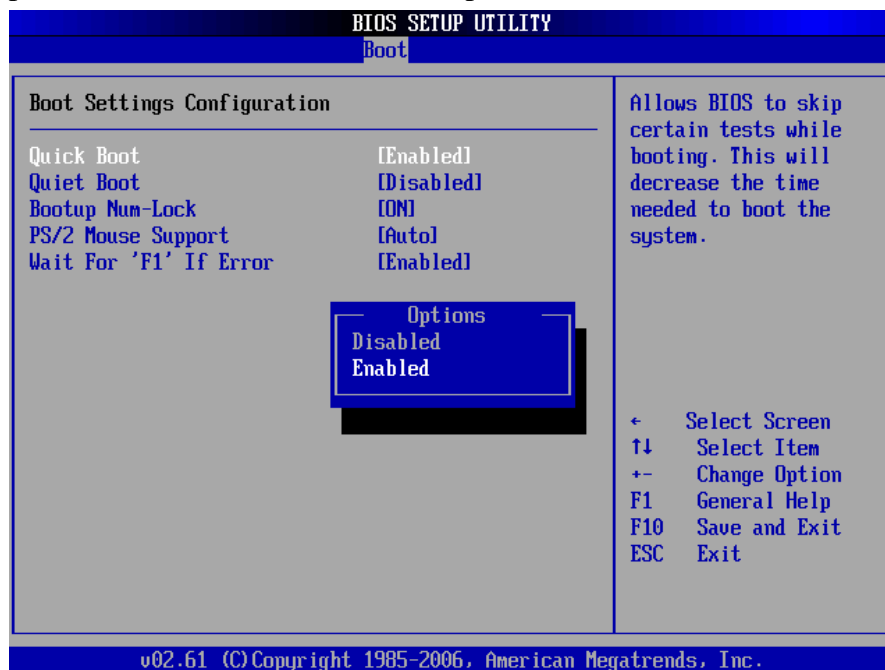 BIOS SETUP UTILITY
Boot
Boot Settings Configuration
Quick Boot [Enabled]
Quiet Boot [Disabled]
Bootup Num-Lock [ON]
PS/2 Mouse Support [Auto]
Wait For 'F1' If Error [Enabled]
Options
Disabled
Enabled
Allows BIOS to skip
certain tests while
booting. This will
decrease the time
needed to boot the
system.
← Select Screen
↑↓ Select Item
+- Change Option
F1 General Help
F10 Save and Exit
ESC Exit
v02.61 (C)Copyright 1985-2006, American Megatrends, Inc.